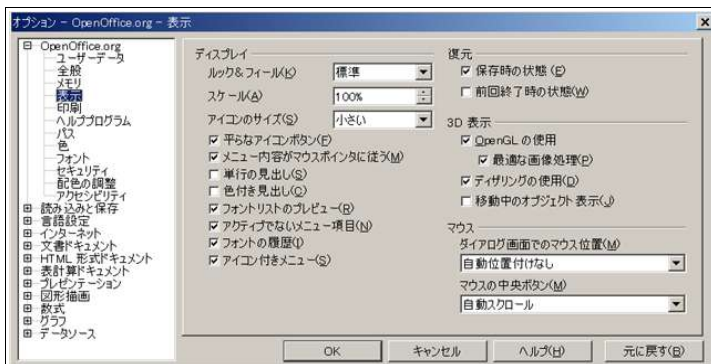 オプション - OpenOffice.org - 表示
OpenOffice.org
ユーザーデータ
全般
メモリ
表示
印刷
ヘルププログラム
パス
色
フォント
セキュリティ
配色の調整
アクセシビリティ
読み込みと保存
言語設定
インターネット
文書ドキュメント
HTML 形式ドキュメント
表計算ドキュメント
プレゼンテーション
図形描画
数式
グラフ
データソース
ディスプレイ
ルック&フィール(K) 標準
スケール(A) 100%
アイコンのサイズ(S) 小さい
平らなアイコンボタン(F)
メニュー内容がマウスポインタに従う(M)
単行の見出し(S)
色付き見出し(C)
フォントリストのプレビュー(R)
アクティブでないメニュー項目(N)
フォントの履歴(I)
アイコン付きメニュー(S)
復元
保存時の状態 (E)
前回終了時の状態(W)
3D 表示
OpenGL の使用
最適な画像処理(P)
ディザリングの使用(D)
移動中のオブジェクト表示(J)
マウス
ダイアログ画面でのマウス位置(M)
自動位置付けなし
マウスの中央ボタン(M)
自動スクロール
OK
キャンセル
ヘルプ(H)
元に戻す(B)